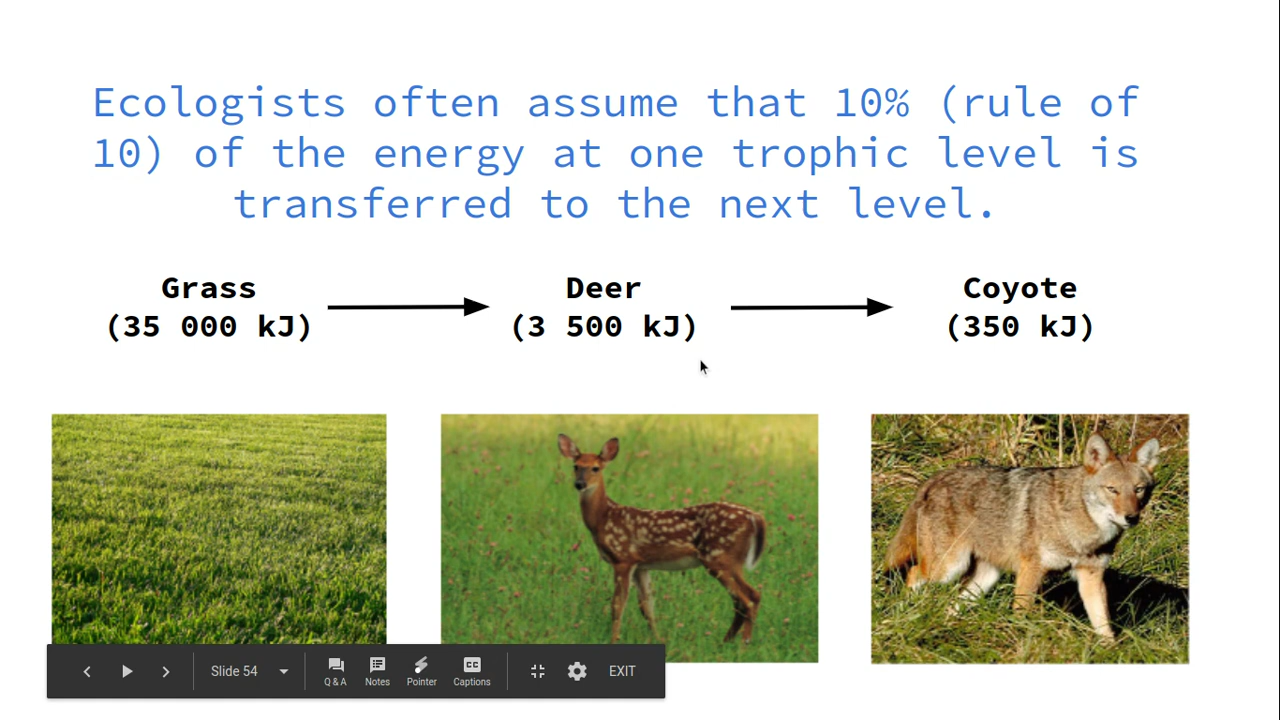 Ecologists often assume that 10% (rule of
10) of the energy at one trophic level is
transferred to the next level.
Grass
(35 000 kJ)
Deer
(3 500 kJ)
Coyote
(350 kJ)
Slide 54
Q & A
Notes
Pointer
CC
Captions
EXIT